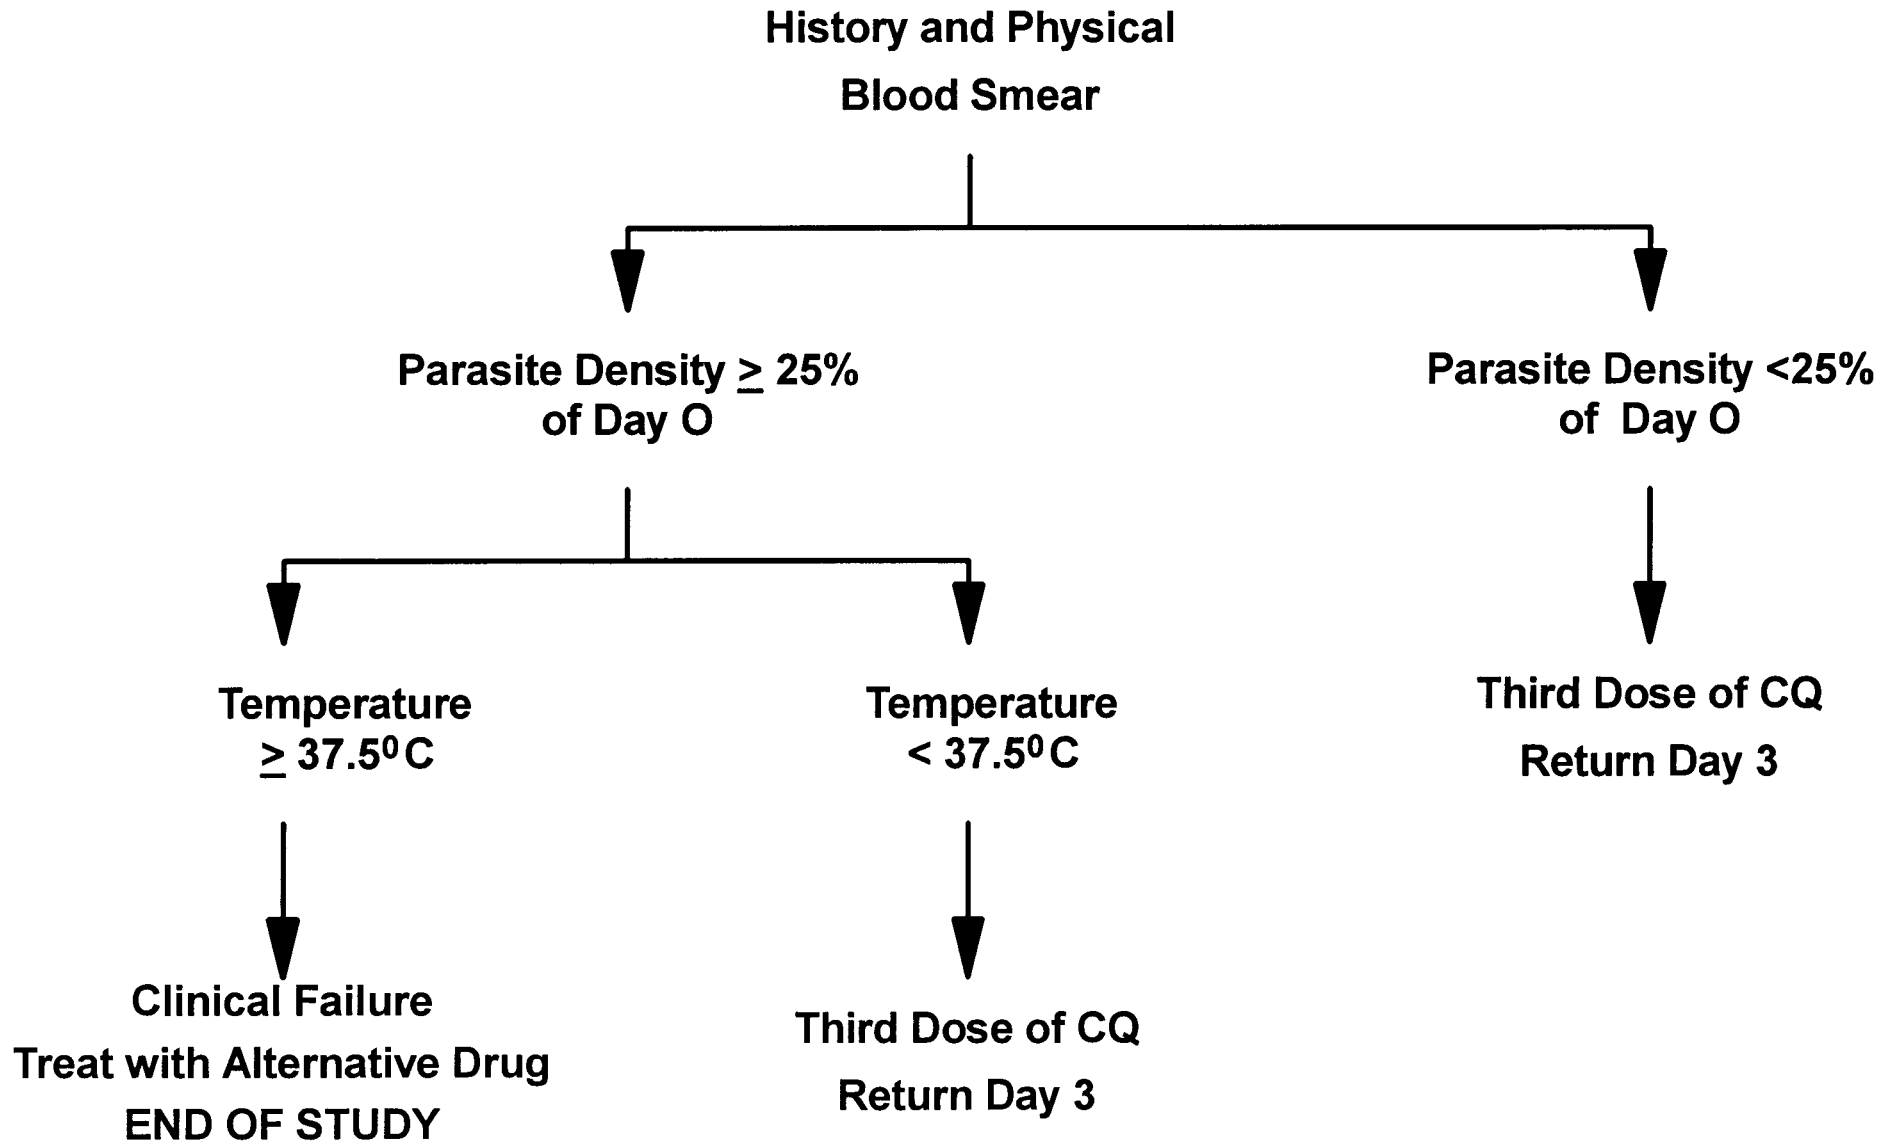 History and Physical
Blood Smear
Parasite Density ≥ 25%
of Day O
Parasite Density <25%
of Day O
Temperature
≥ 37.5⁰C
Temperature
< 37.5⁰C
Third Dose of CQ
Return Day 3
Clinical Failure
Treat with Alternative Drug
END OF STUDY
Third Dose of CQ
Return Day 3